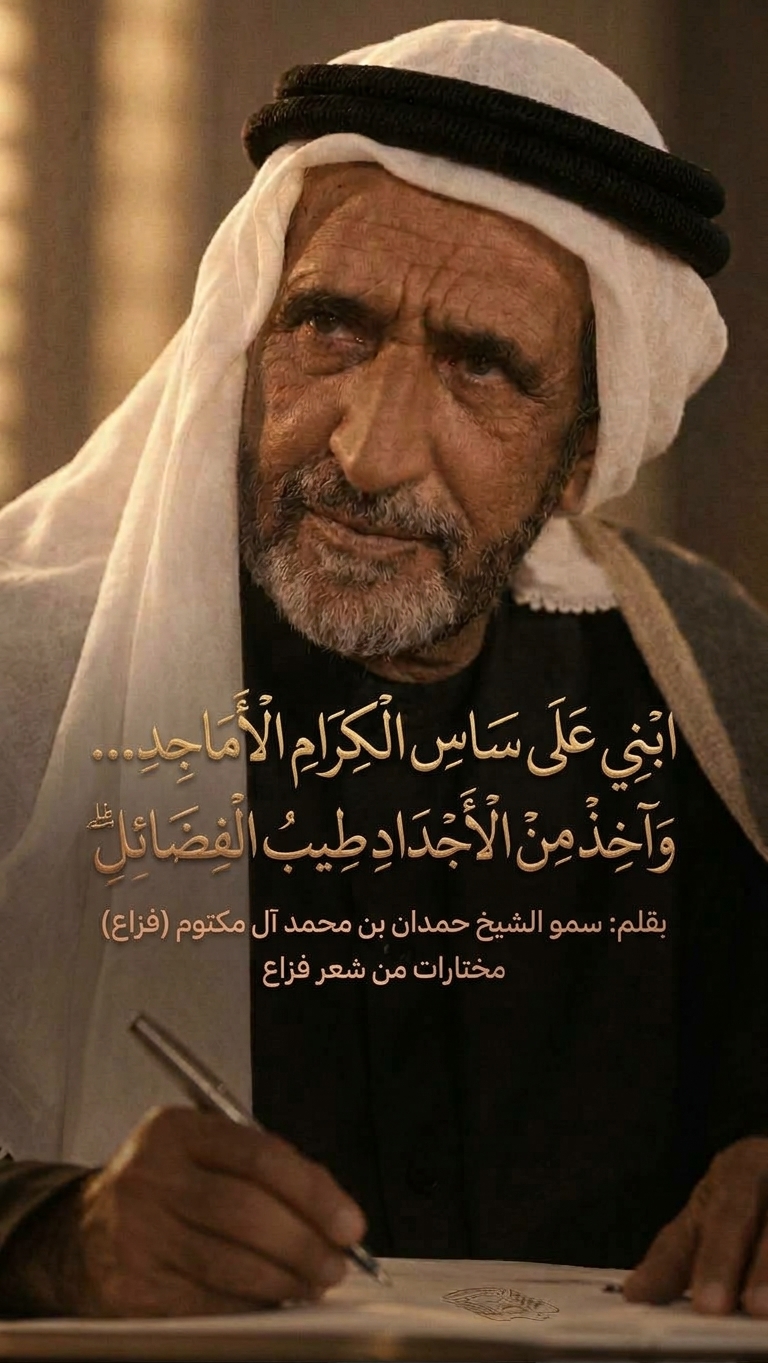 ابْنِي عَلَى سَاسِ الْكِرَامِ الْأَمَاجِدِ...
وَآخِذْ مِنْ الْأَجْدَادِ طِيبُ الْفِضَائِلِ
بقلم: سمو الشيخ حمدان بن محمد آل مكتوم (فزاع)
مختارات من شعر فزاع